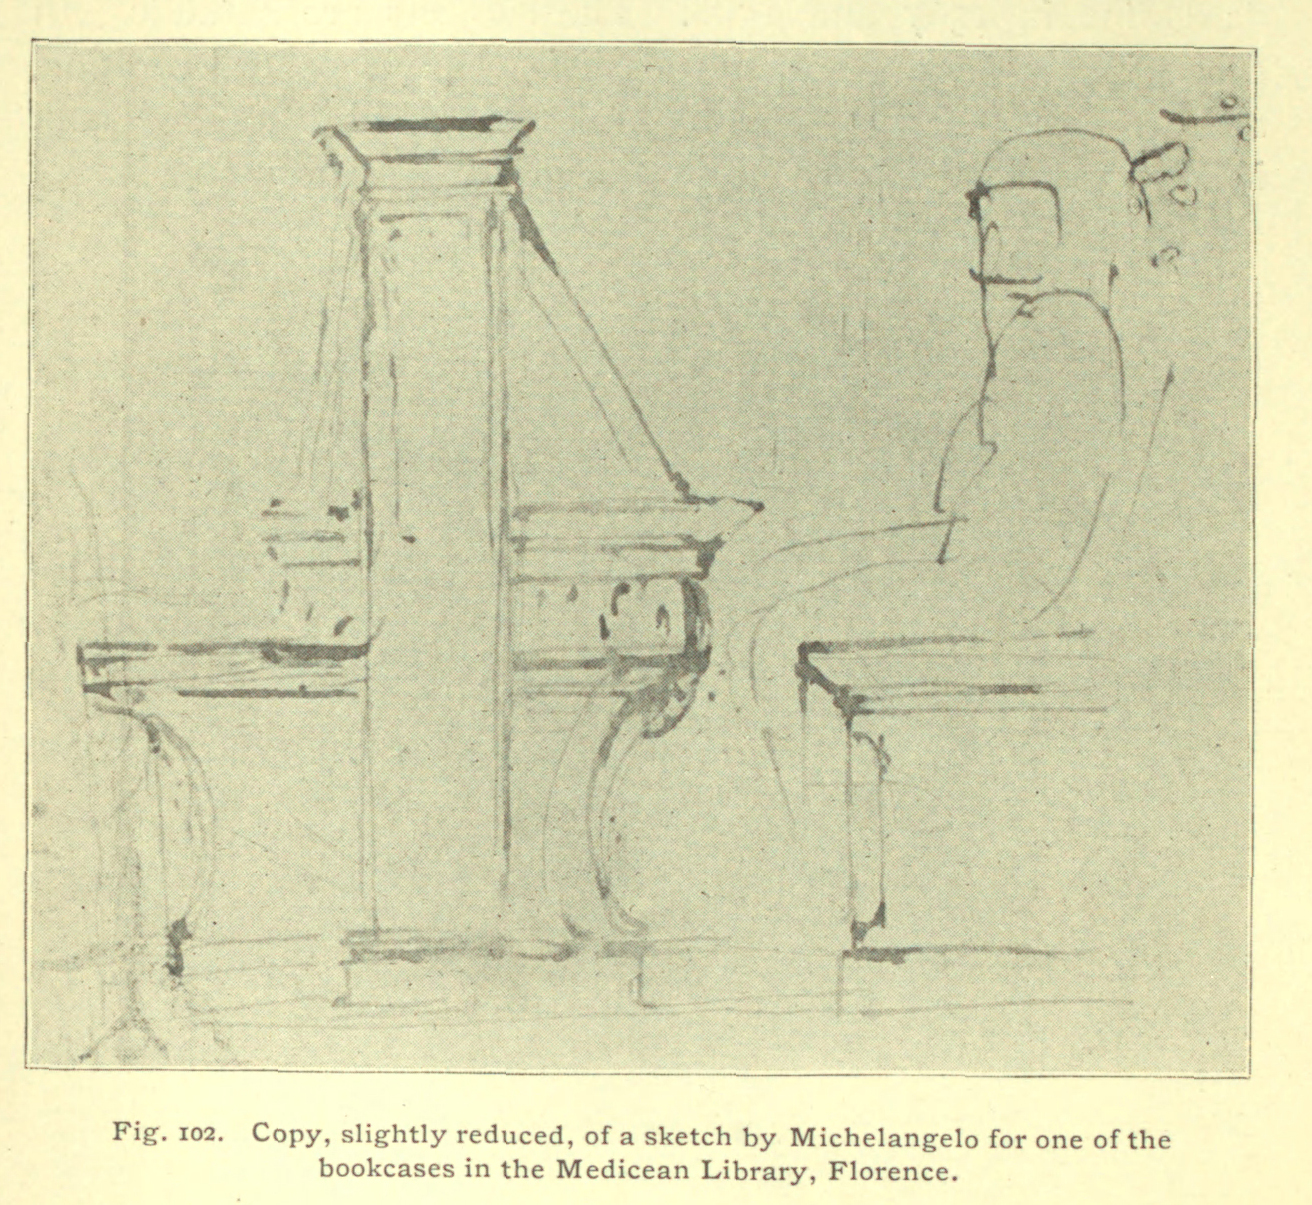 Fig. 102. Copy, slightly reduced, of a sketch by Michelangelo for one of the
bookcases in the Medicean Library, Florence.